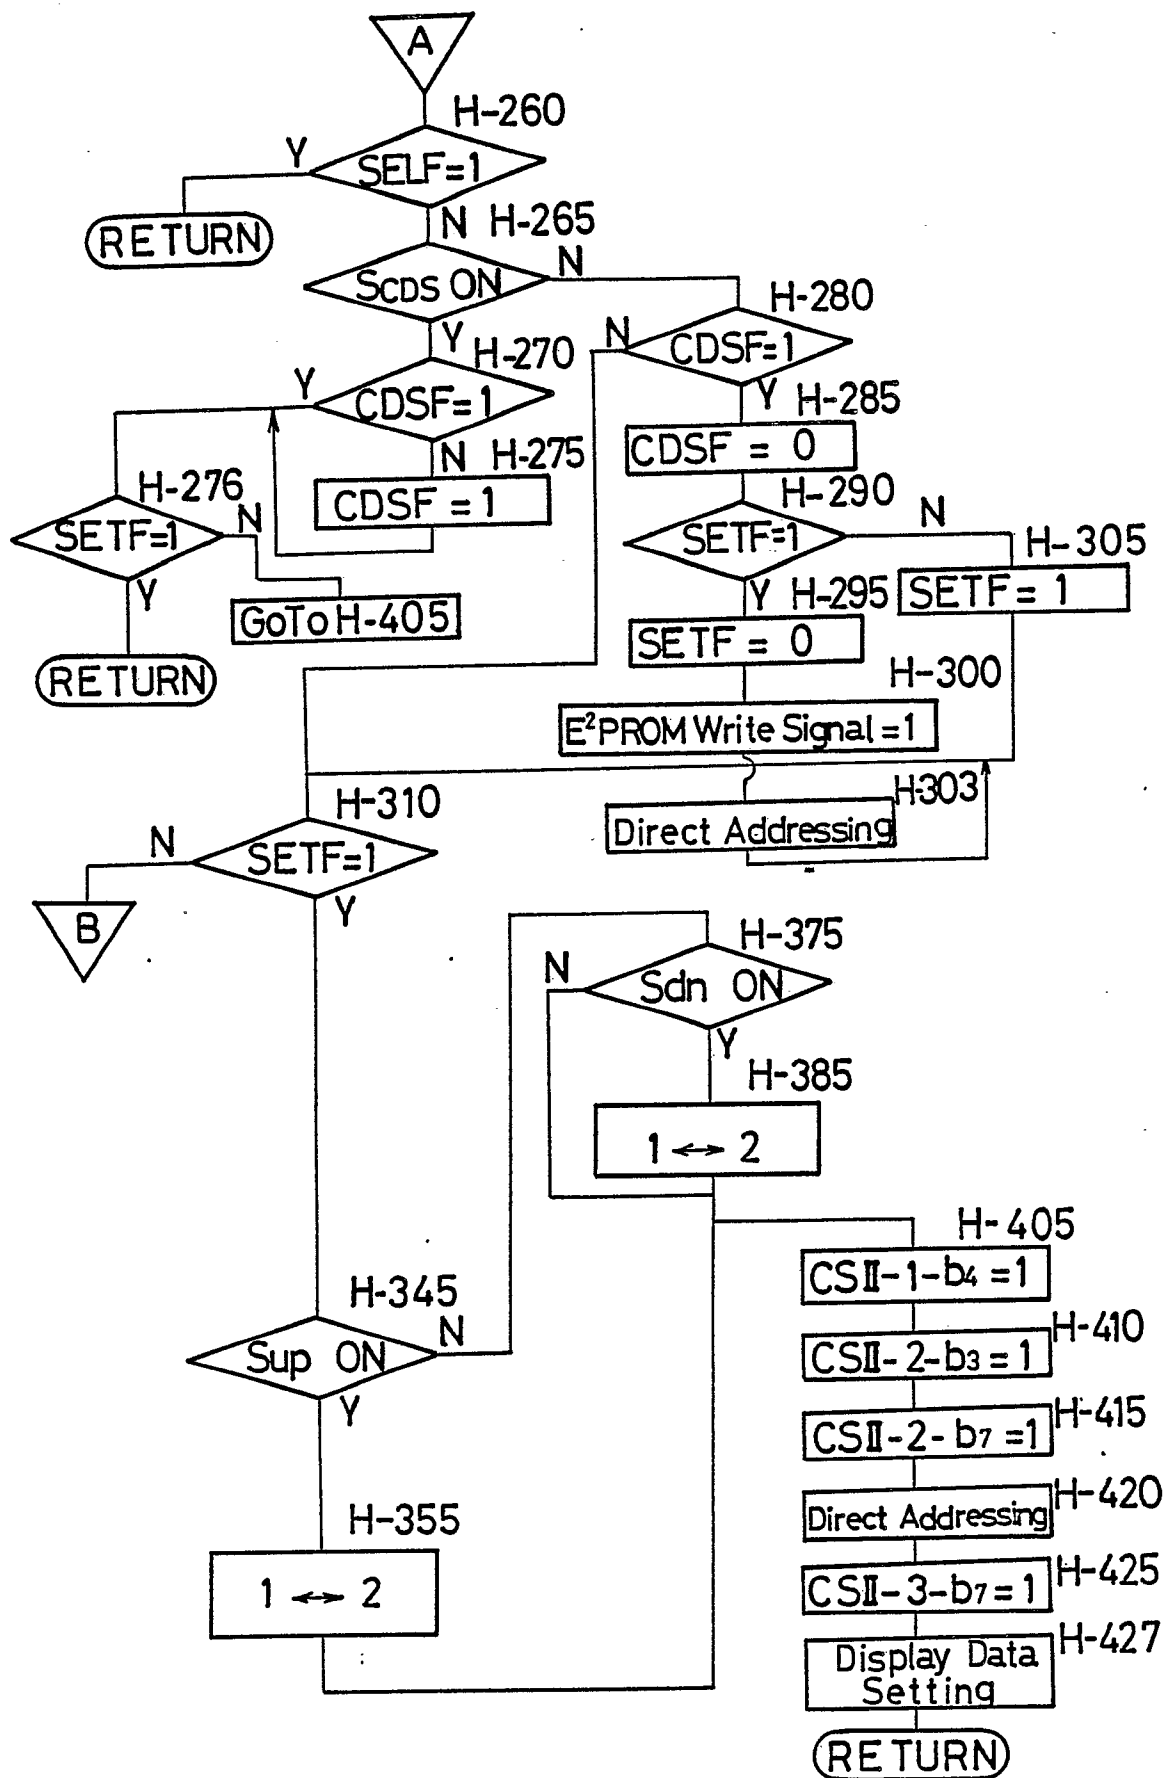 A
H-260
Y
SELF=1
RETURN
N
H-265
SCDS ON
N
H-280
Y
H-270
N
CDSF=1
Y
CDSF=1
Y
H-285
N
H-275
CDSF = 0
H-276
CDSF = 1
H-290
SETF=1
N
SETF=1
N
H-305
Y
Y
H-295
SETF= 1
GoTo H-405
SETF = 0
RETURN
H-300
E²PROM Write Signal=1
H-303
H-310
Direct Addressing
N
SETF=1
Y
B
H-375
N
Sdn ON
Y
H-385
1 ↔ 2
H-405
CSII-1-b4=1
H-345
Sup ON
N
H-410
CSII-2-b3=1
Y
H-415
CSII-2-b7=1
H-420
Direct Addressing
H-355
1 ↔ 2
H-425
CSII-3-b7=1
H-427
Display Data
Setting
RETURN